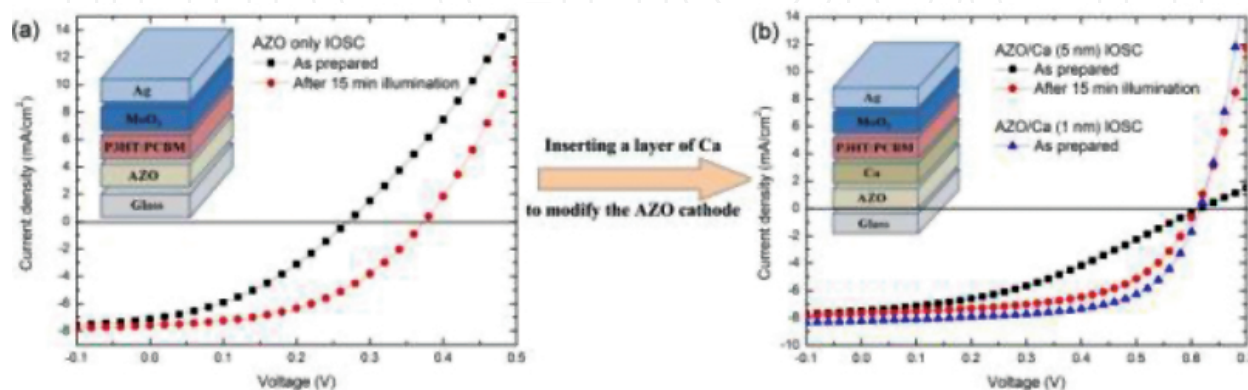 (a)
AZO only IOSC
As prepared
After 15 min illumination
Ag
MoO3
P3HT:PCBM
AZO
Glass
Current density (mA/cm²)
14
12
10
8
6
4
2
0
-2
-4
-6
-8
-0.1 0.0 0.1 0.2 0.3 0.4 0.5
Voltage (V)
Inserting a layer of Ca
to modify the AZO cathode
(b)
AZO/Ca (5 nm) IOSC
As prepared
After 15 min illumination
AZO/Ca (1 nm) IOSC
As prepared
Ag
MoO3
P3HT:PCBM
Ca
AZO
Glass
Current density (mA/cm²)
14
12
10
8
6
4
2
0
-2
-4
-6
-8
-10
-0.1 0.0 0.1 0.2 0.3 0.4 0.5 0.6
Voltage (V)